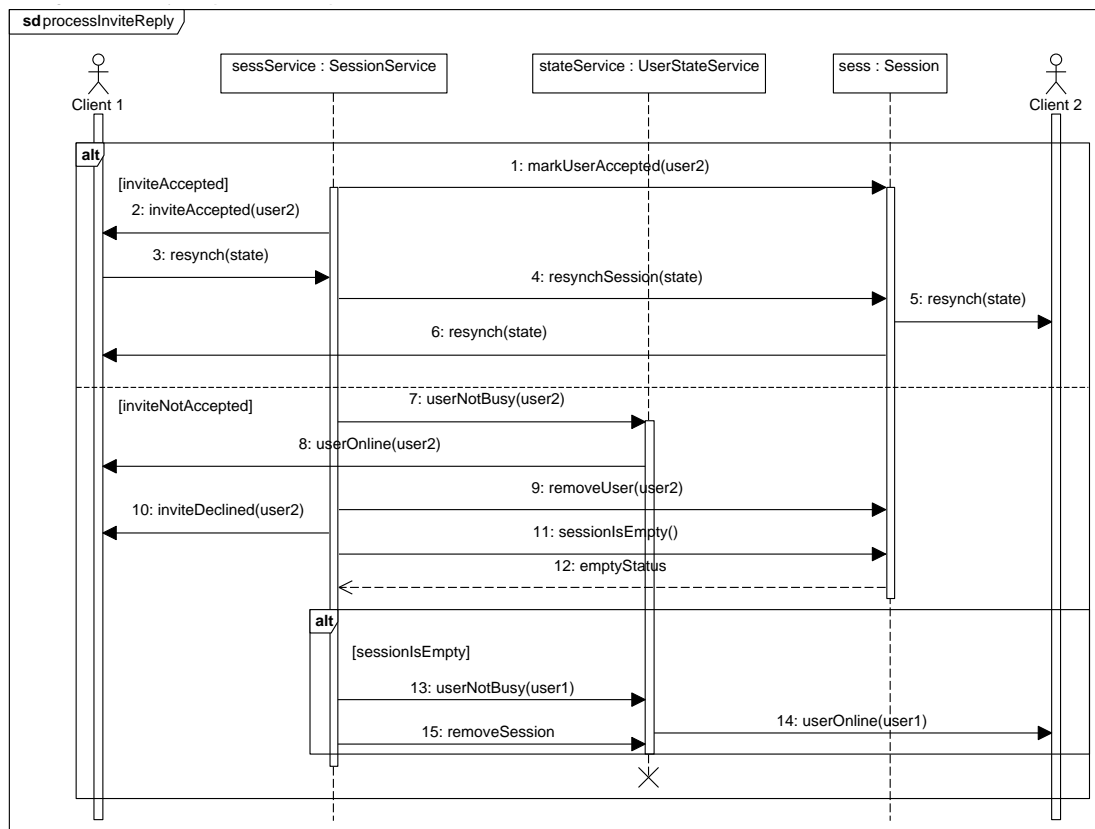 sd processInviteReply
sessService : SessionService
stateService : UserStateService
sess : Session
Client 1
Client 2
alt
1: markUserAccepted(user2)
[inviteAccepted]
2: inviteAccepted(user2)
3: resynch(state)
4: resynchSession(state)
5: resynch(state)
6: resynch(state)
[inviteNotAccepted]
7: userNotBusy(user2)
8: userOnline(user2)
9: removeUser(user2)
10: inviteDeclined(user2)
11: sessionIsEmpty()
12: emptyStatus
alt
[sessionIsEmpty]
13: userNotBusy(user1)
14: userOnline(user1)
15: removeSession